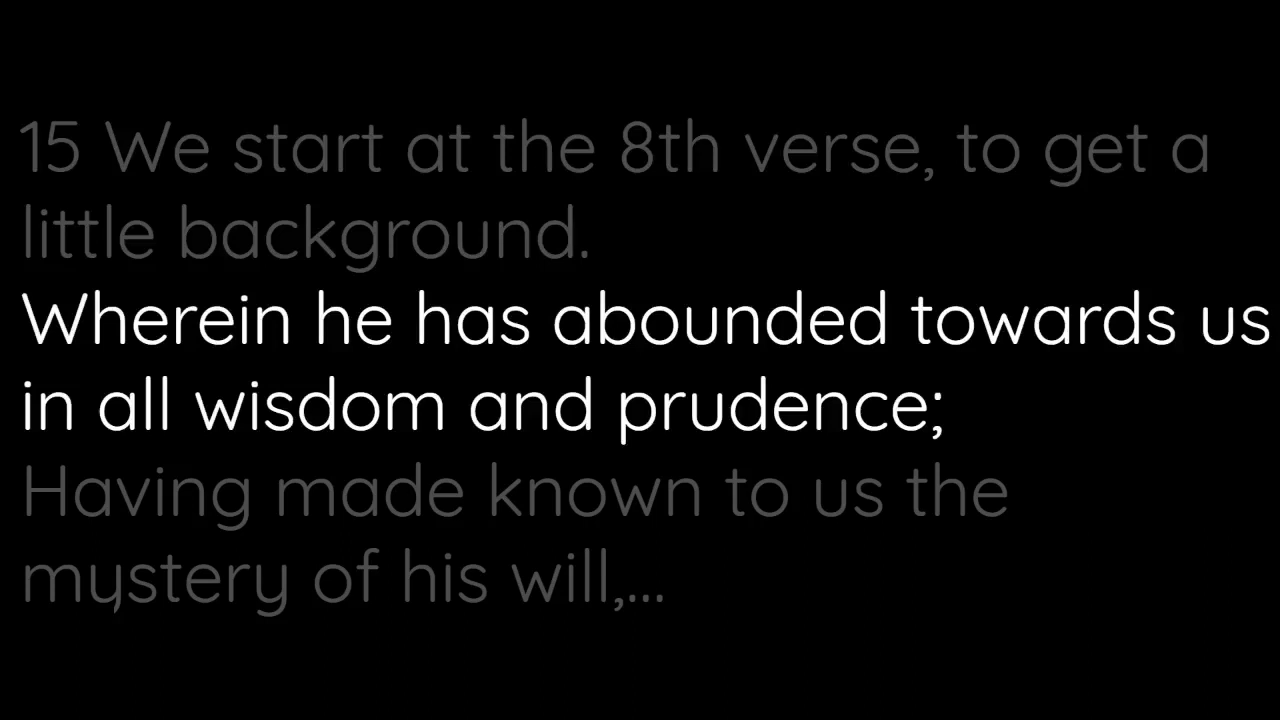 15 We start at the 8th verse, to get a
little background.
Wherein he has abounded towards us
in all wisdom and prudence;
Having made known to us the
mystery of his will,...